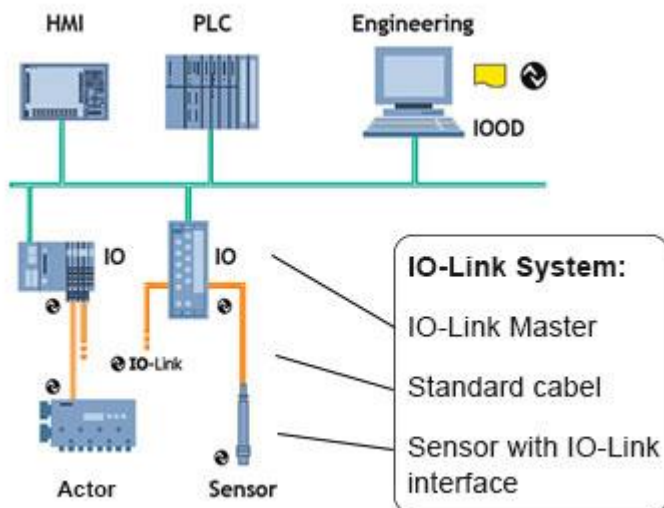 HMI
PLC
Engineering
IOOD
IO
IO
IO-Link System:
IO-Link Master
IO-Link
Standard cabel
Sensor with IO-Link
interface
Actor
Sensor